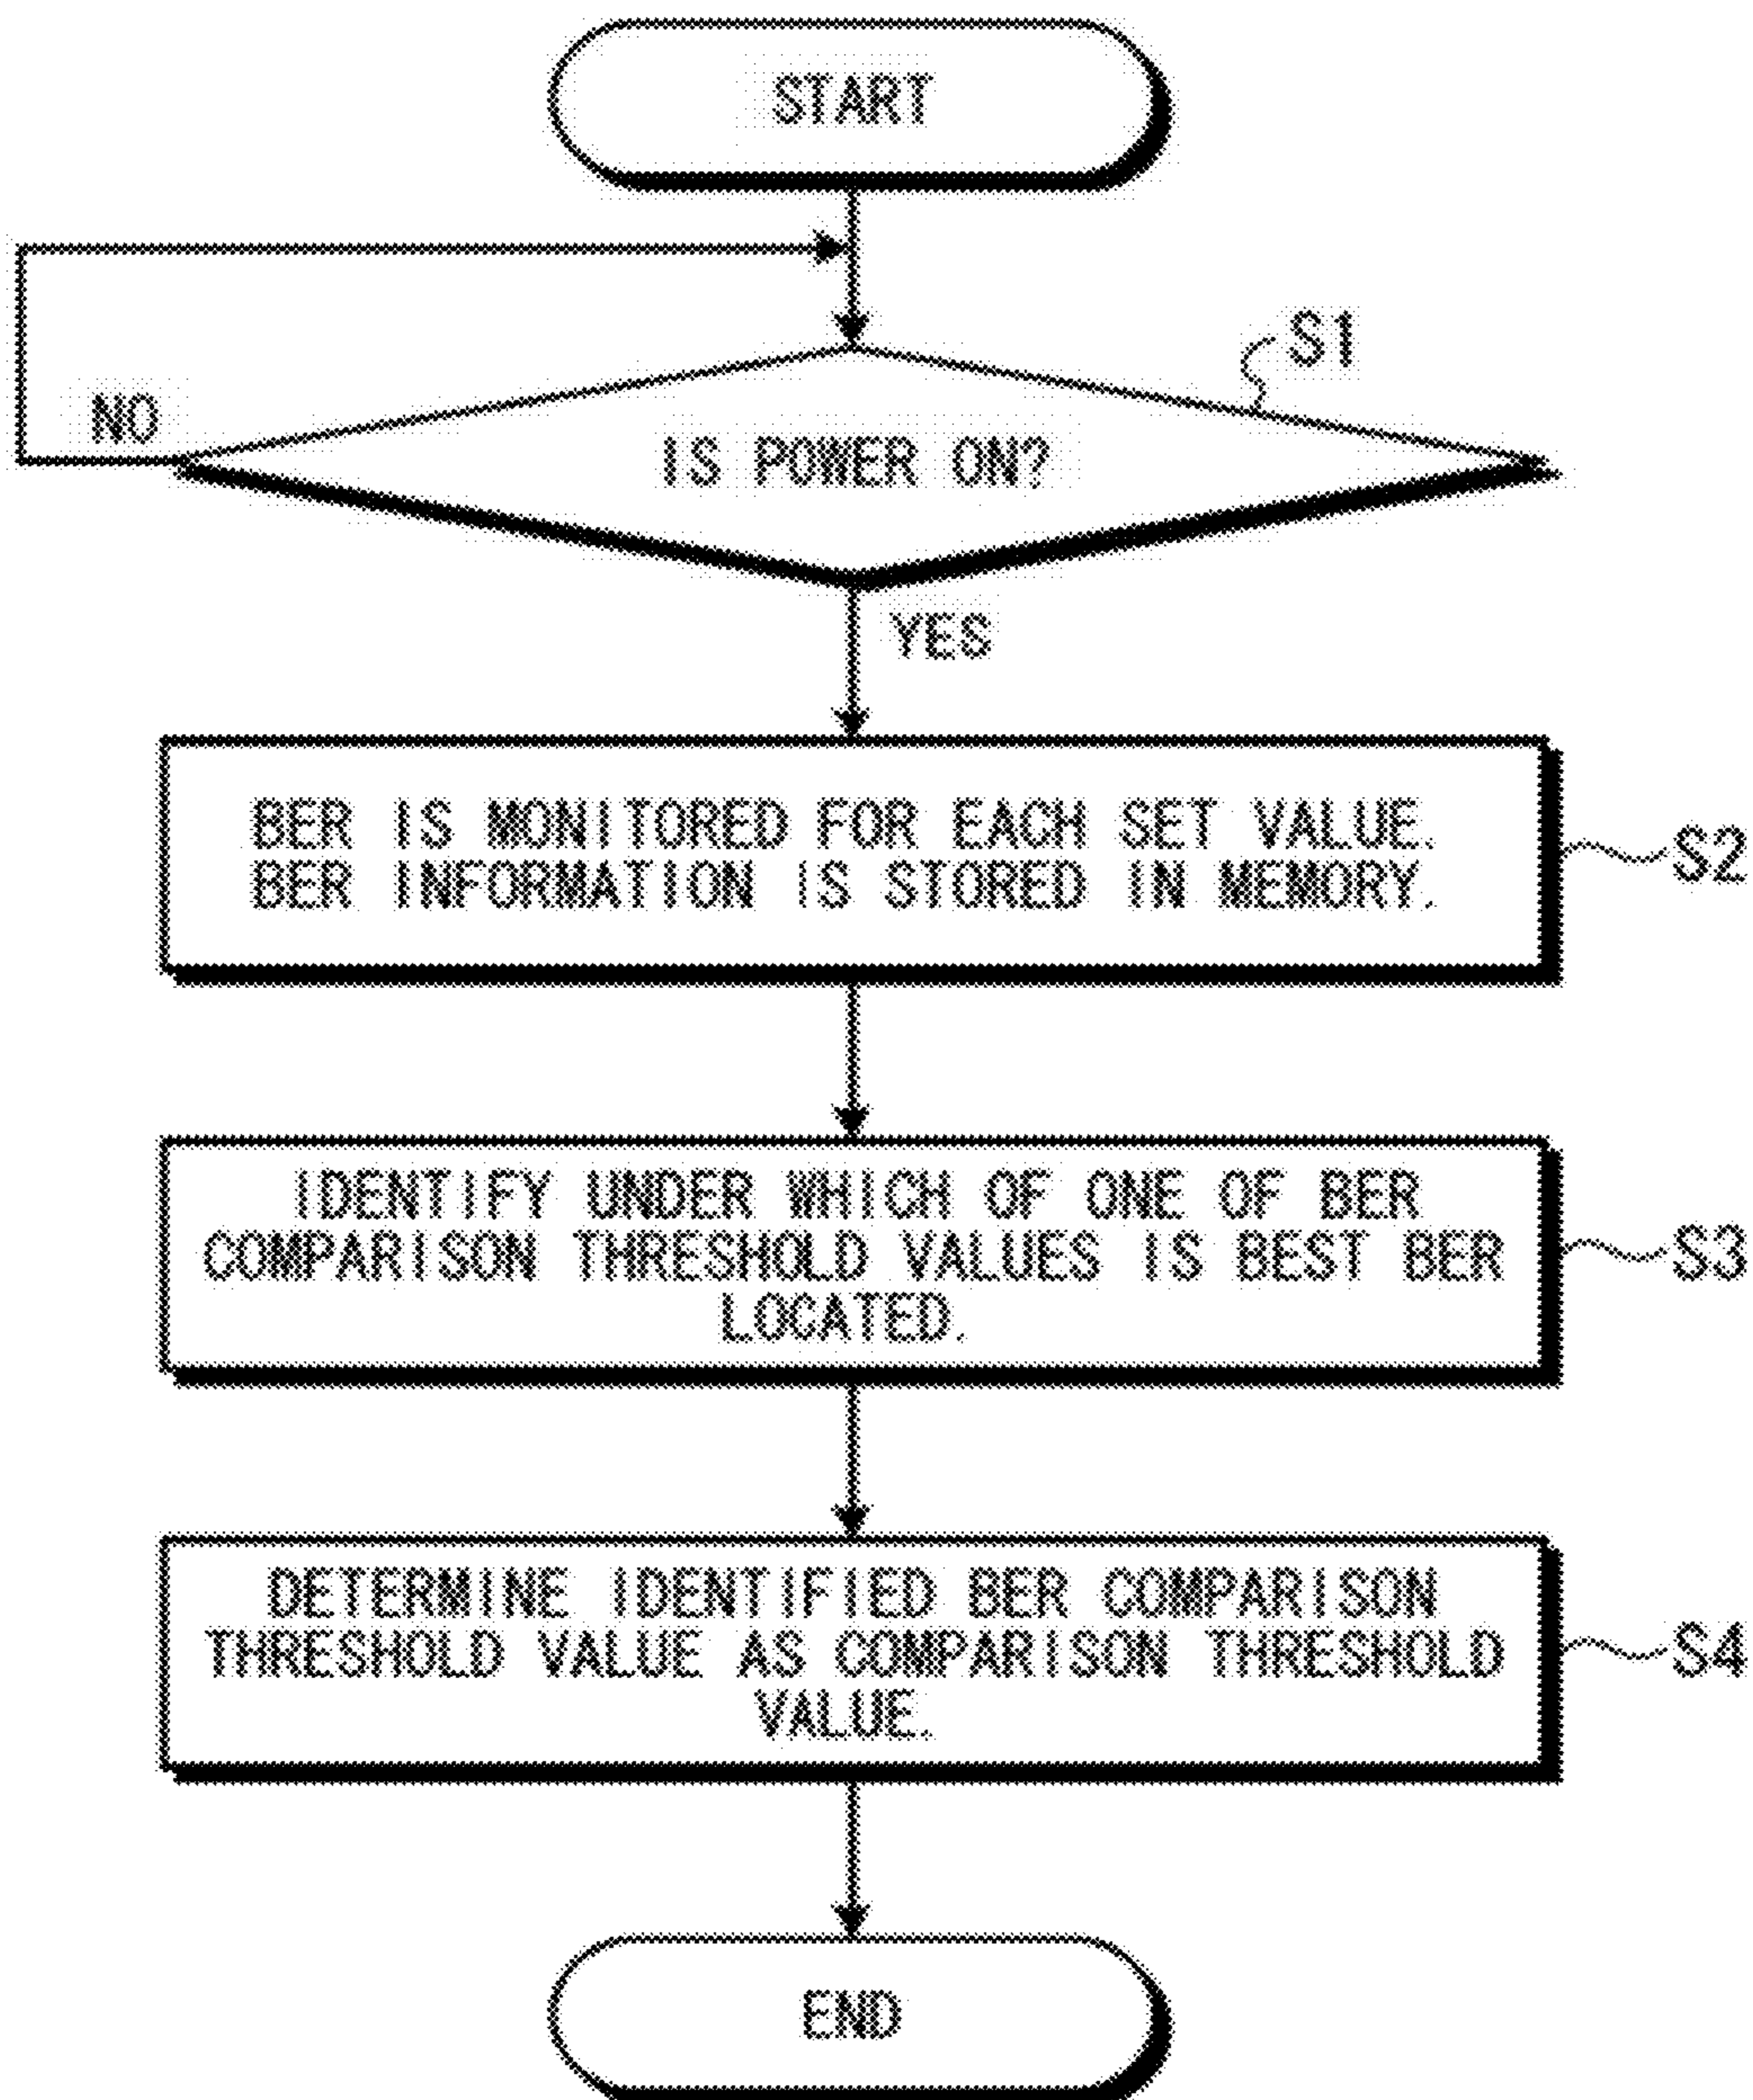 START
S1
NO
IS POWER ON?
YES
BER IS MONITORED FOR EACH SET VALUE.
BER INFORMATION IS STORED IN MEMORY.
S2
IDENTIFY UNDER WHICH OF ONE OF BER
COMPARISON THRESHOLD VALUES IS BEST BER
LOCATED.
S3
DETERMINE IDENTIFIED BER COMPARISON
THRESHOLD VALUE AS COMPARISON THRESHOLD
VALUE.
S4
END